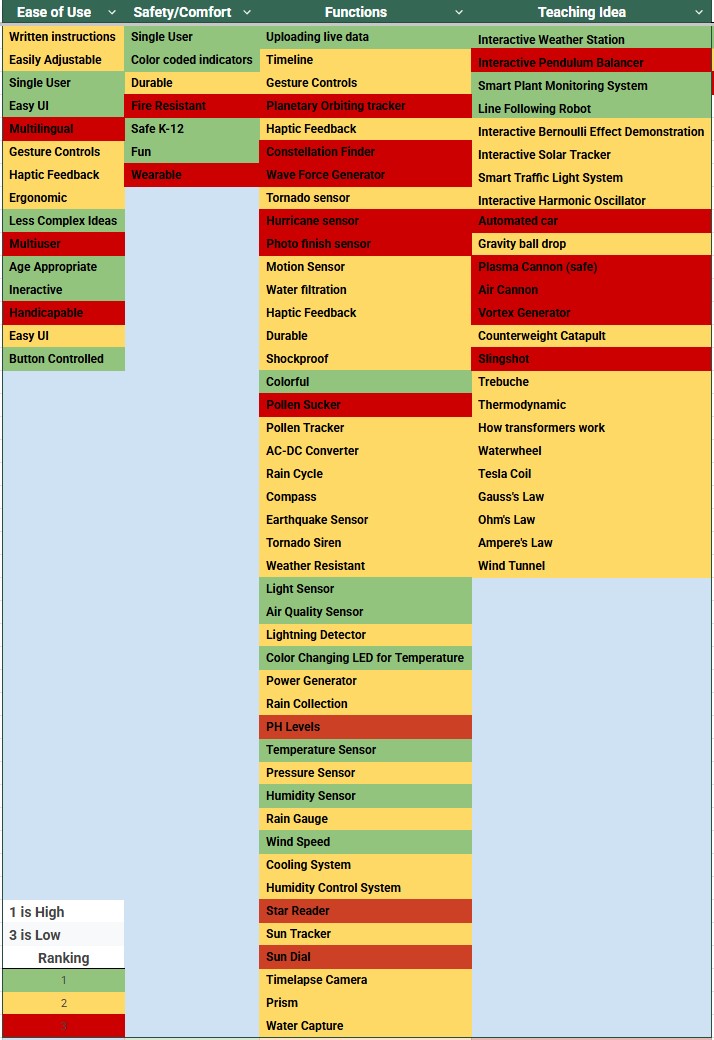 Ease of Use
Written instructions
Easily Adjustable
Single User
Easy UI
Multilingual
Gesture Controls
Haptic Feedback
Ergonomic
Less Complex Ideas
Multiuser
Age Appropriate
Ineractive
Handicapable
Easy UI
Button Controlled
1 is High
3 is Low
Ranking
1
2
3
Safety/Comfort
Single User
Color coded indicators
Durable
Fire Resistant
Safe K-12
Fun
Wearable
Functions
Uploading live data
Timeline
Gesture Controls
Planetary Orbiting tracker
Haptic Feedback
Constellation Finder
Wave Force Generator
Tornado sensor
Hurricane sensor
Photo finish sensor
Motion Sensor
Water filtration
Haptic Feedback
Durable
Shockproof
Colorful
Pollen Sucker
Pollen Tracker
AC-DC Converter
Rain Cycle
Compass
Earthquake Sensor
Tornado Siren
Weather Resistant
Light Sensor
Air Quality Sensor
Lightning Detector
Color Changing LED for Temperature
Power Generator
Rain Collection
PH Levels
Temperature Sensor
Pressure Sensor
Humidity Sensor
Rain Gauge
Wind Speed
Cooling System
Humidity Control System
Star Reader
Sun Tracker
Sun Dial
Timelapse Camera
Prism
Water Capture
Teaching Idea
Interactive Weather Station
Interactive Pendulum Balancer
Smart Plant Monitoring System
Line Following Robot
Interactive Bernoulli Effect Demonstration
Interactive Solar Tracker
Smart Traffic Light System
Interactive Harmonic Oscillator
Automated car
Gravity ball drop
Plasma Cannon (safe)
Air Cannon
Vortex Generator
Counterweight Catapult
Slingshot
Trebuche
Thermodynamic
How transformers work
Waterwheel
Tesla Coil
Gauss's Law
Ohm's Law
Ampere's Law
Wind Tunnel